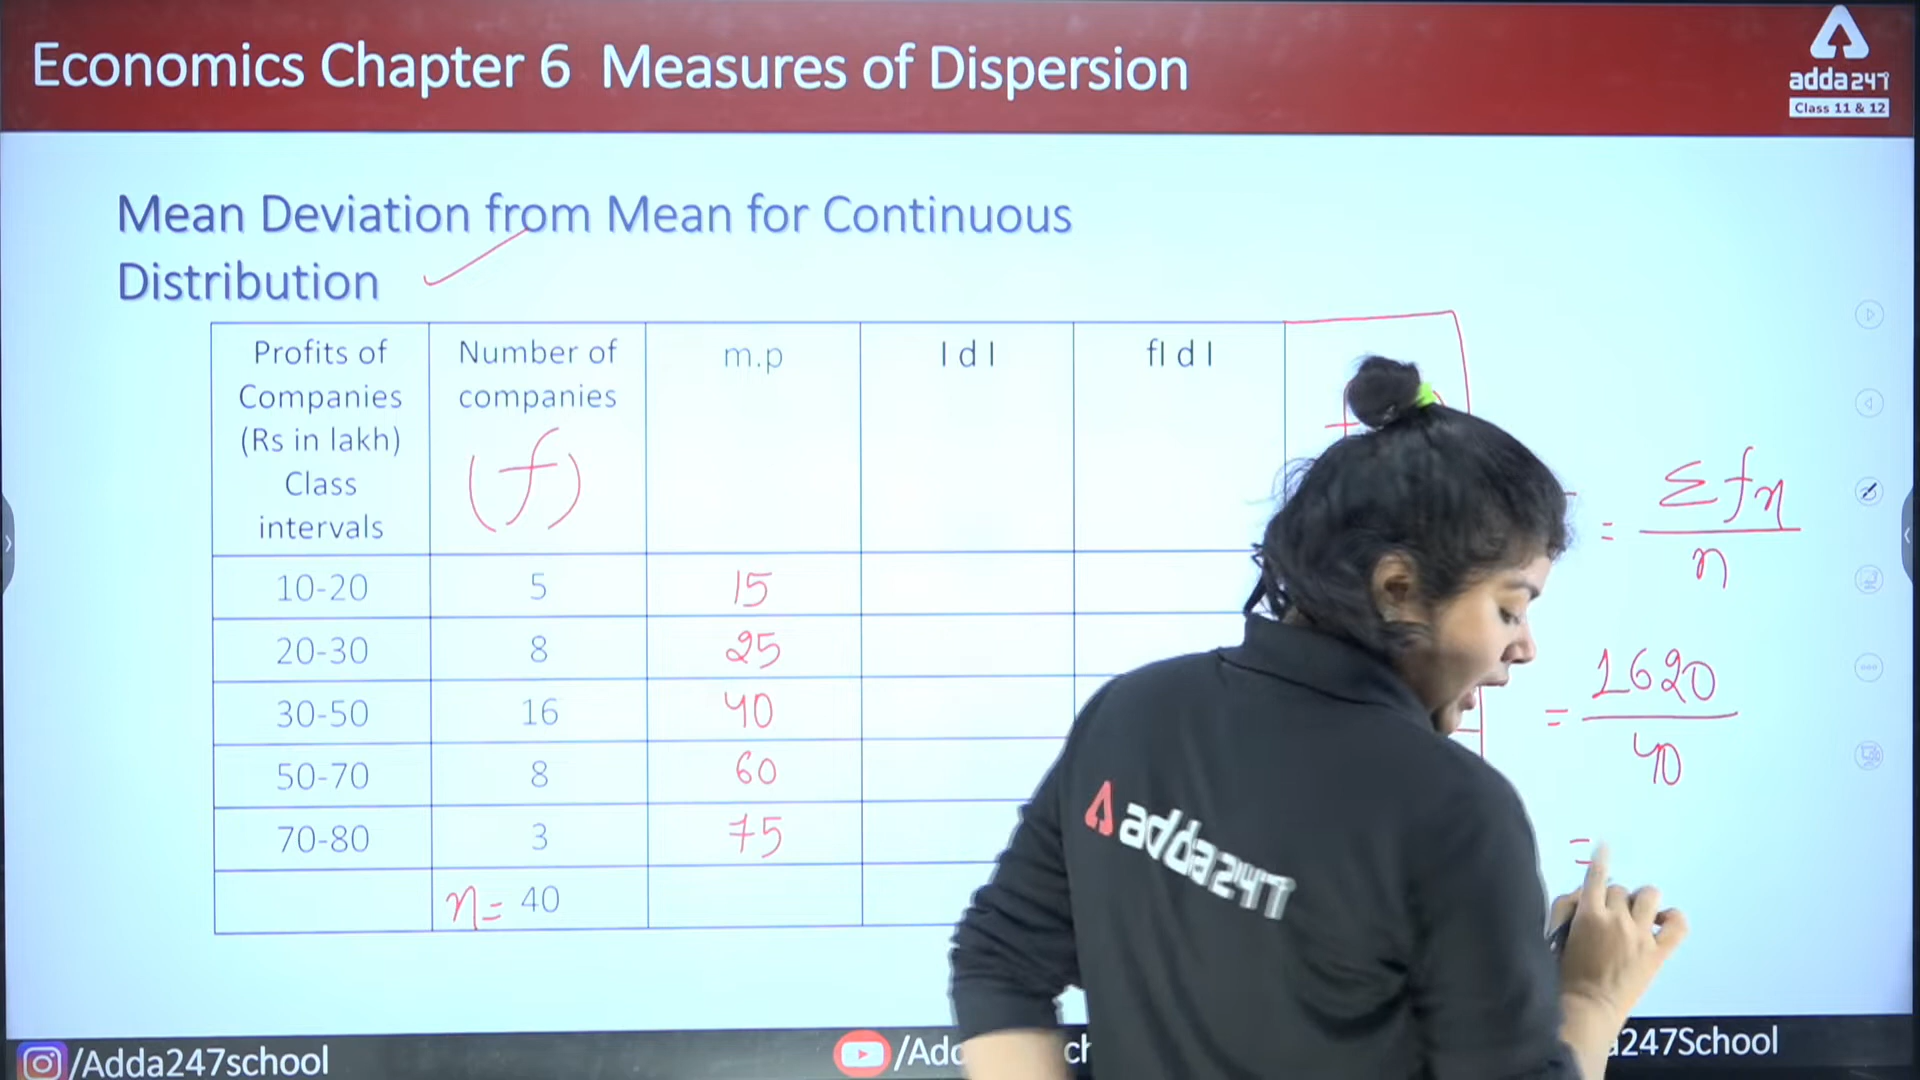 Economics Chapter 6 Measures of Dispersion
adda247
Class 11 & 12
Mean Deviation from Mean for Continuous
Distribution
Profits of
Companies
(Rs in lakh)
Class
intervals
Number of
companies
(f)
m.p
I d I
fI d I
10-20 5 15
20-30 8 25
30-50 16 40
50-70 8 60
70-80 3 75
n= 40
= Σfx
n
= 1620
40
=
adda247
/Adda247school
a247School